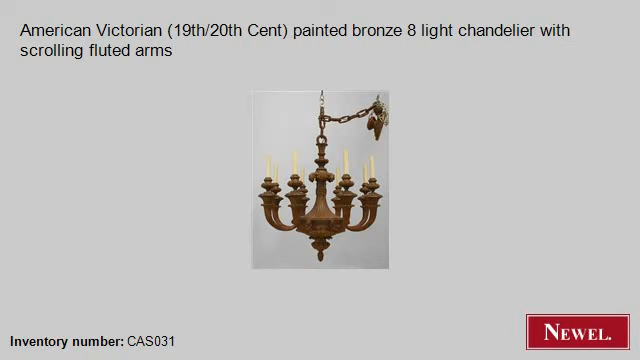 American Victorian (19th/20th Cent) painted bronze 8 light chandelier with
scrolling fluted arms
Inventory number: CAS031
NEWEL.